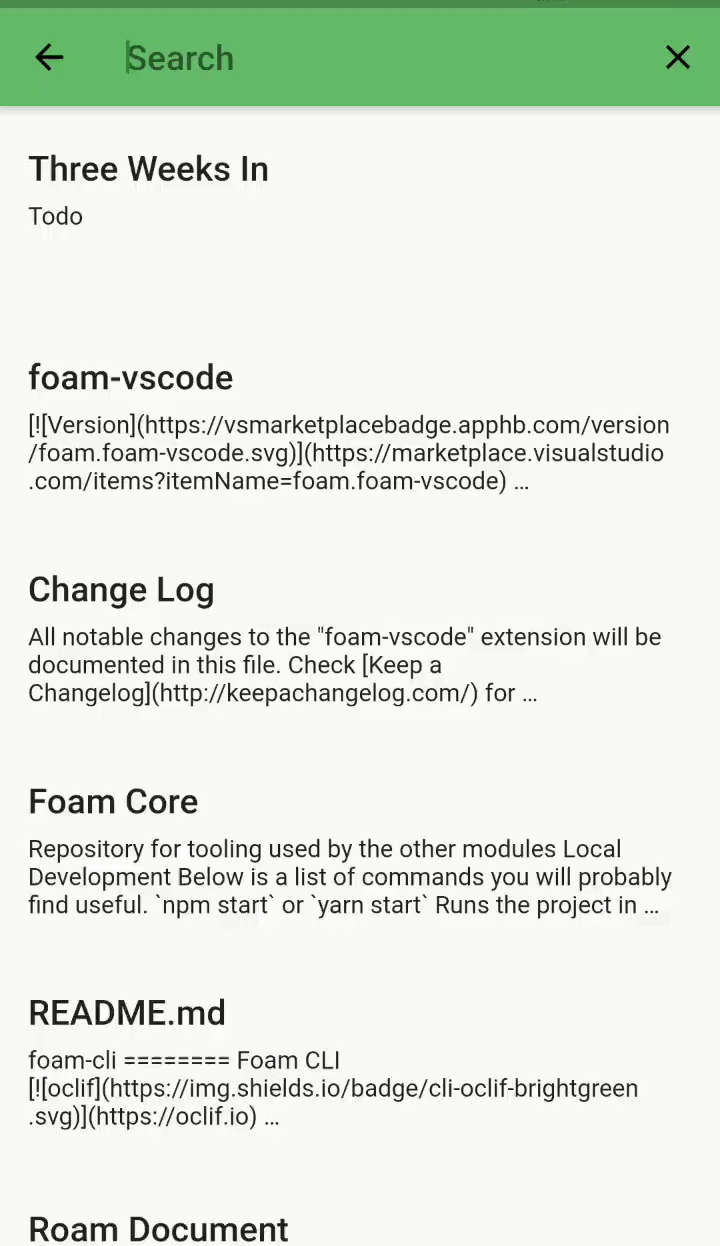 Search
Three Weeks In
Todo
foam-vscode
[![Version](https://vsmarketplacebadge.apphb.com/version
/foam.foam-vscode.svg)](https://marketplace.visualstudio
.com/items?itemName=foam.foam-vscode) ...
Change Log
All notable changes to the "foam-vscode" extension will be
documented in this file. Check [Keep a
Changelog](http://keepachangelog.com/) for ...
Foam Core
Repository for tooling used by the other modules Local
Development Below is a list of commands you will probably
find useful. `npm start` or `yarn start` Runs the project in ...
README.md
foam-cli ======== Foam CLI
[![oclif](https://img.shields.io/badge/cli-oclif-brightgreen
.svg)](https://oclif.io) ...
Roam Document